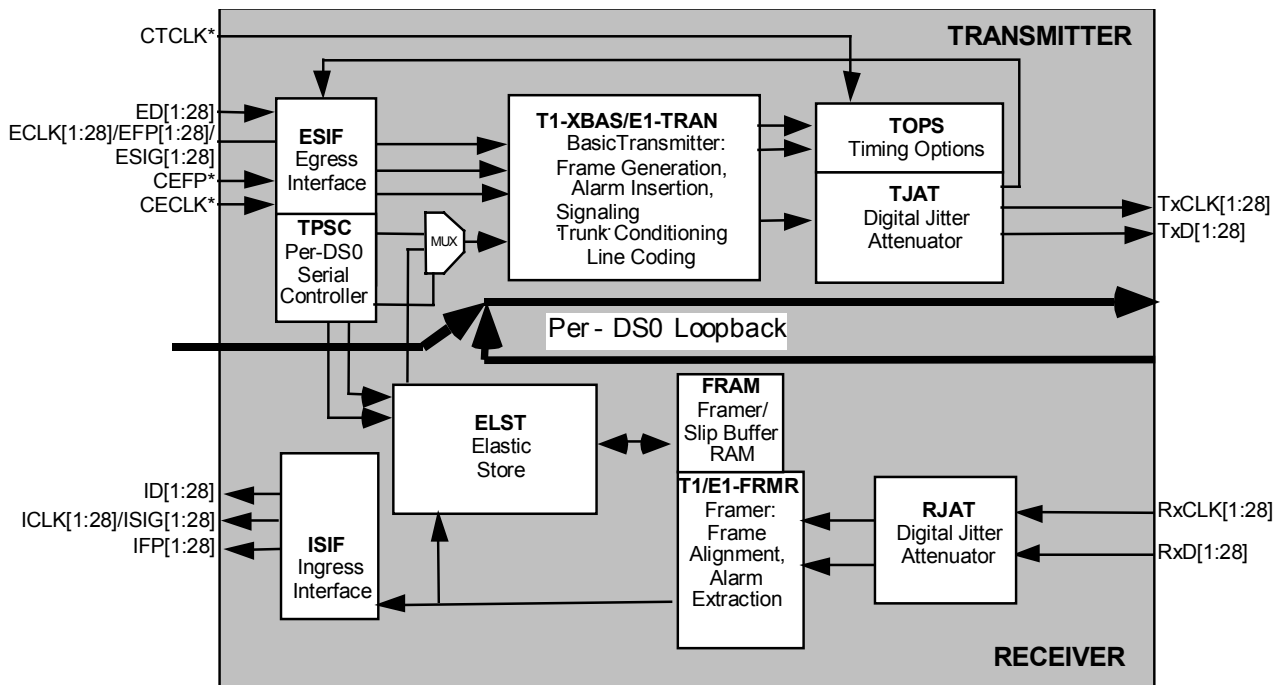 CTCLK*
TRANSMITTER
ED[1:28]
ECLK[1:28]/EFP[1:28]/
ESIG[1:28]
CEFP*
CECLK*
ESIF
Egress
Interface
TPSC
Per-DS0
Serial
Controller
MUX
T1-XBAS/E1-TRAN
BasicTransmitter:
Frame Generation,
Alarm Insertion,
Signaling
Trunk Conditioning
Line Coding
TOPS
Timing Options
TJAT
Digital Jitter
Attenuator
TxCLK[1:28]
TxD[1:28]
Per - DS0 Loopback
ELST
Elastic
Store
FRAM
Framer/
Slip Buffer
RAM
T1/E1-FRMR
Framer:
Frame
Alignment,
Alarm
Extraction
RJAT
Digital Jitter
Attenuator
RxCLK[1:28]
RxD[1:28]
ID[1:28]
ICLK[1:28]/ISIG[1:28]
IFP[1:28]
ISIF
Ingress
Interface
RECEIVER